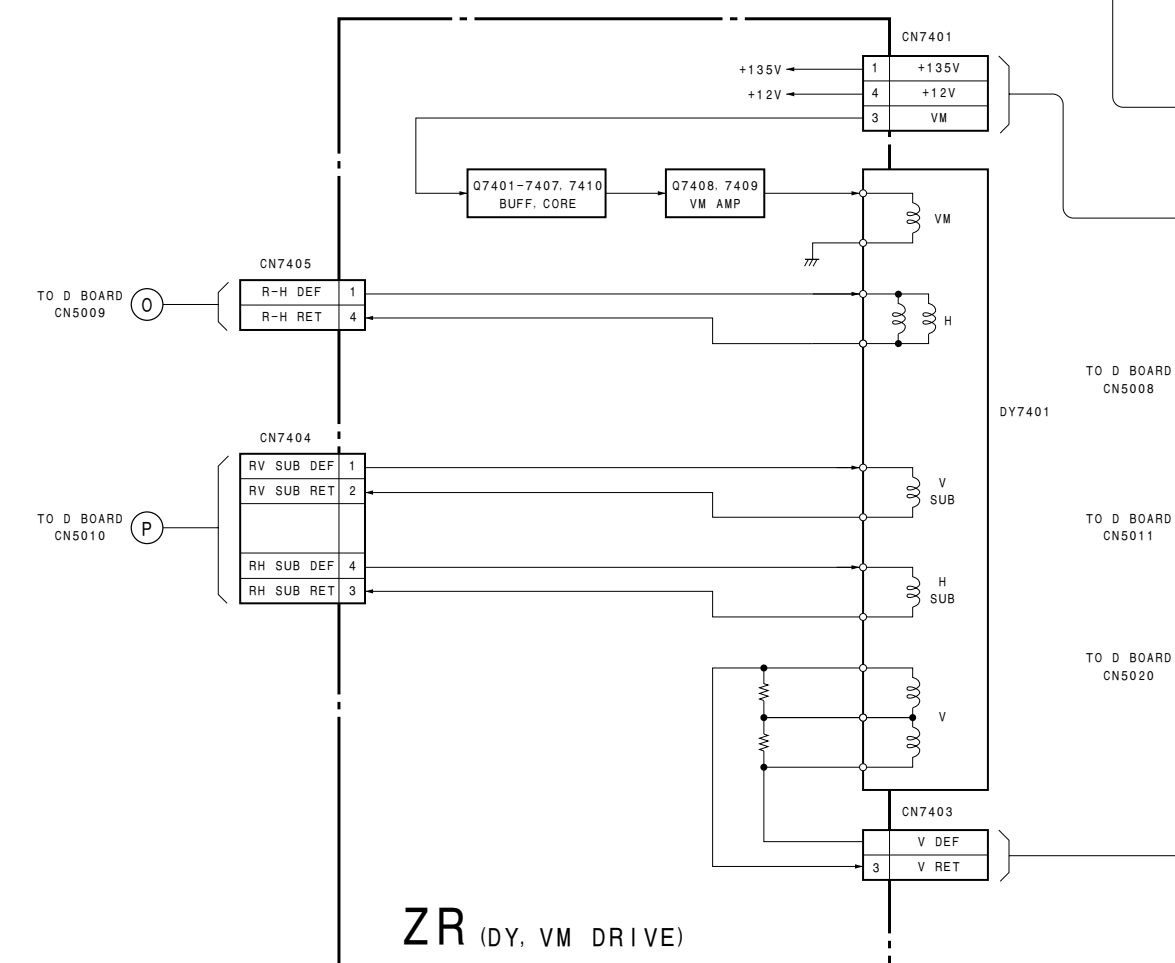 CN7401
+135V
1 +135V
+12V
4 +12V
3 VM
Q7401-7407, 7410
BUFF, CORE
Q7408, 7409
VM AMP
VM
CN7405
TO D BOARD
CN5009
O
R-H DEF 1
R-H RET 4
H
TO D BOARD
CN5008
DY7401
CN7404
RV SUB DEF 1
RV SUB RET 2
V
SUB
TO D BOARD
CN5010
P
TO D BOARD
CN5011
RH SUB DEF 4
RH SUB RET 3
H
SUB
TO D BOARD
CN5020
V
CN7403
V DEF
3 V RET
ZR (DY, VM DRIVE)